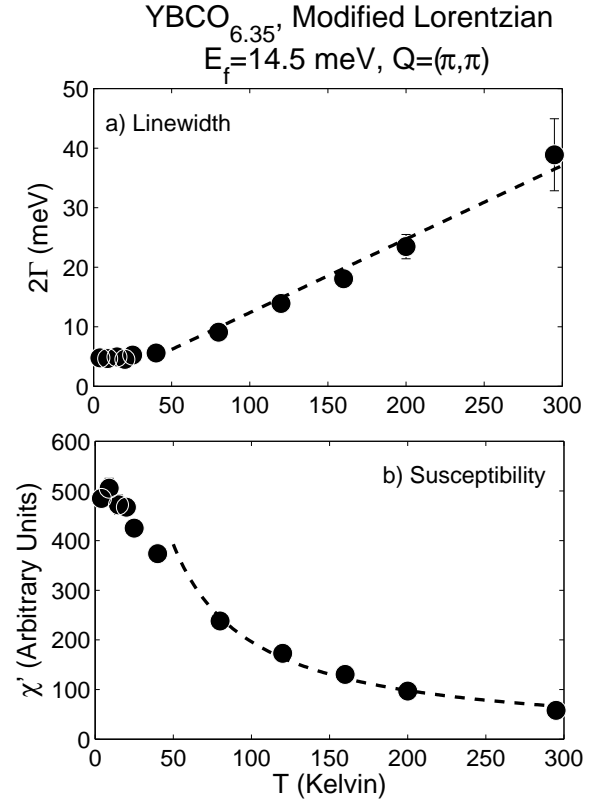 YBCO6.35, Modified Lorentzian
Ef=14.5 meV, Q=(π,π)
a) Linewidth
2Γ (meV)
50
40
30
20
10
0
0 50 100 150 200 250 300
b) Susceptibility
χ' (Arbitrary Units)
600
500
400
300
200
100
0
0 50 100 150 200 250 300
T (Kelvin)